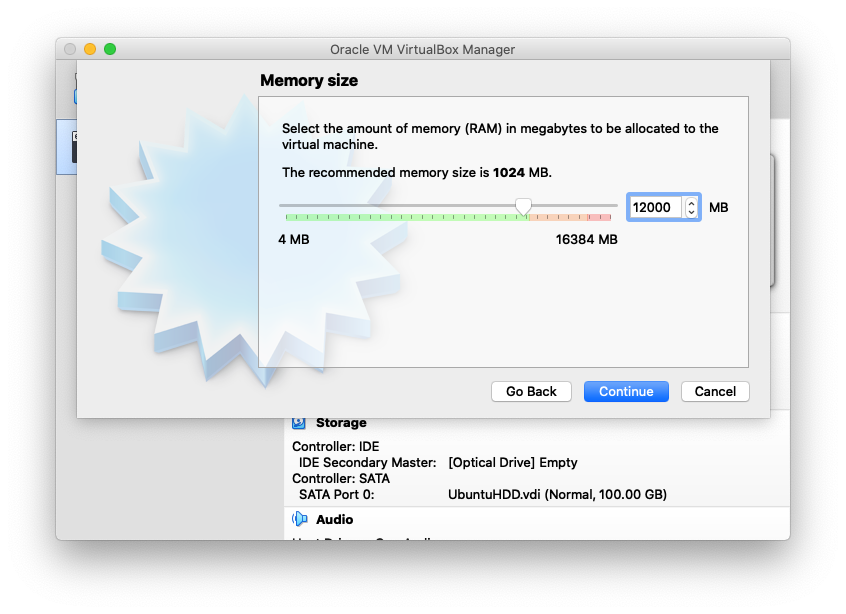 Oracle VM VirtualBox Manager
Memory size
Select the amount of memory (RAM) in megabytes to be allocated to the
virtual machine.
The recommended memory size is 1024 MB.
12000 MB
4 MB 16384 MB
Go Back Continue Cancel
Storage
Controller: IDE
IDE Secondary Master: [Optical Drive] Empty
Controller: SATA
SATA Port 0: UbuntuHDD.vdi (Normal, 100.00 GB)
Audio